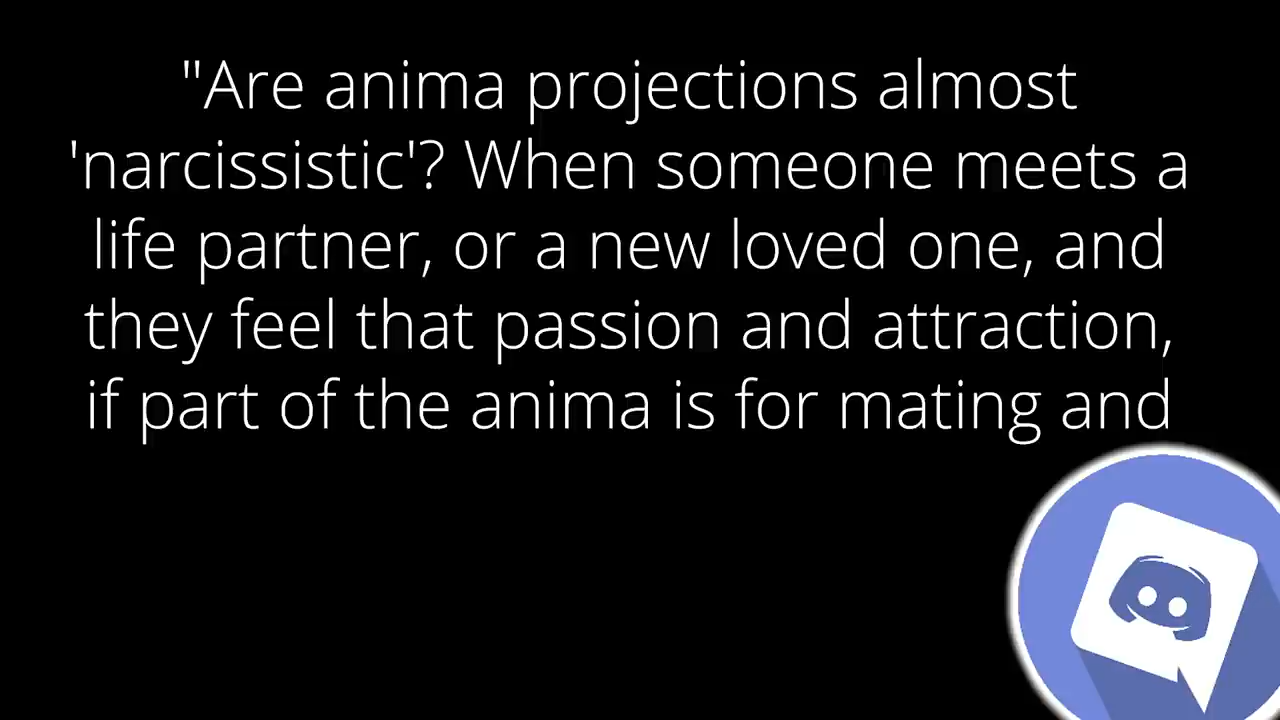 "Are anima projections almost
'narcissistic'? When someone meets a
life partner, or a new loved one, and
they feel that passion and attraction,
if part of the anima is for mating and